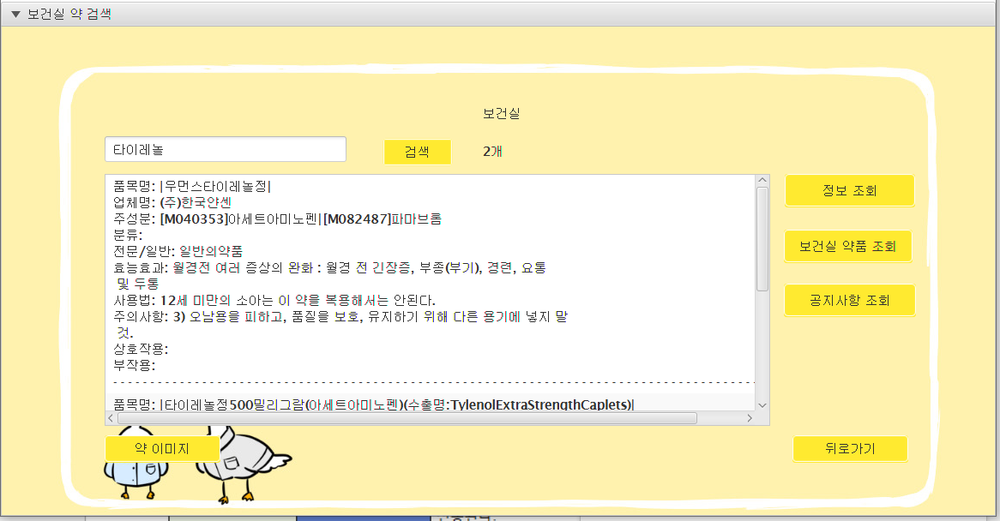 보건실 약 검색
보건실
타이레놀
검색
2개
품목명: |우먼스타이레놀정|
업체명: (주)한국얀센
주성분: [M040353]아세트아미노펜|[M082487]파마브롬
분류:
전문/일반: 일반의약품
효능효과: 월경전 여러 증상의 완화 : 월경 전 긴장증, 부종(부기), 경련, 요통
및 두통
사용법: 12세 미만의 소아는 이 약을 복용해서는 안된다.
주의사항: 3) 오남용을 피하고, 품질을 보호, 유지하기 위해 다른 용기에 넣지 말
것.
상호작용:
부작용:
품목명: |타이레놀정500밀리그람(아세트아미노펜)(수출명:TylenolExtraStrengthCaplets)|
정보 조회
보건실 약품 조회
공지사항 조회
약 이미지
뒤로가기